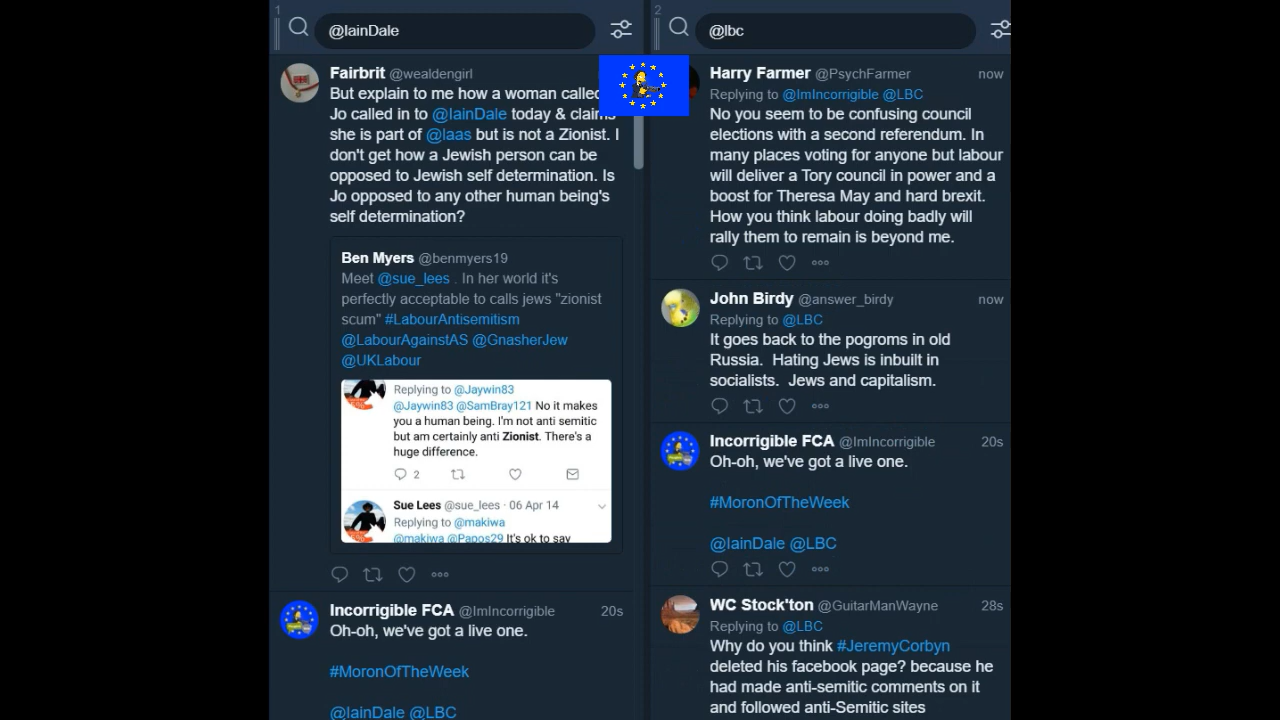 1
@IainDale
Fairbrit @wealdengirl
But explain to me how a woman called
Jo called in to @IainDale today & claims
she is part of @laas but is not a Zionist. I
don't get how a Jewish person can be
opposed to Jewish self determination. Is
Jo opposed to any other human being's
self determination?
Ben Myers @benmyers19
Meet @sue_lees . In her world it's
perfectly acceptable to calls jews "zionist
scum" #LabourAntisemitism
@LabourAgainstAS @GnasherJew
@UKLabour
Replying to @Jaywin83
@Jaywin83 @SamBray121 No it makes
you a human being. I'm not anti semitic
but am certainly anti Zionist. There's a
huge difference.
2
Sue Lees @sue_lees · 06 Apr 14
Replying to @makiwa
@makiwa @Papos29 It's ok to say
Incorrigible FCA @ImIncorrigible 20s
Oh-oh, we've got a live one.
#MoronOfTheWeek
@IainDale @LBC
2
@lbc
Harry Farmer @PsychFarmer now
Replying to @ImIncorrigible @LBC
No you seem to be confusing council
elections with a second referendum. In
many places voting for anyone but labour
will deliver a Tory council in power and a
boost for Theresa May and hard brexit.
How you think labour doing badly will
rally them to remain is beyond me.
John Birdy @answer_birdy now
Replying to @LBC
It goes back to the pogroms in old
Russia. Hating Jews is inbuilt in
socialists. Jews and capitalism.
Incorrigible FCA @ImIncorrigible 20s
Oh-oh, we've got a live one.
#MoronOfTheWeek
@IainDale @LBC
WC Stock'ton @GuitarManWayne 28s
Replying to @LBC
Why do you think #JeremyCorbyn
deleted his facebook page? because he
had made anti-semitic comments on it
and followed anti-Semitic sites